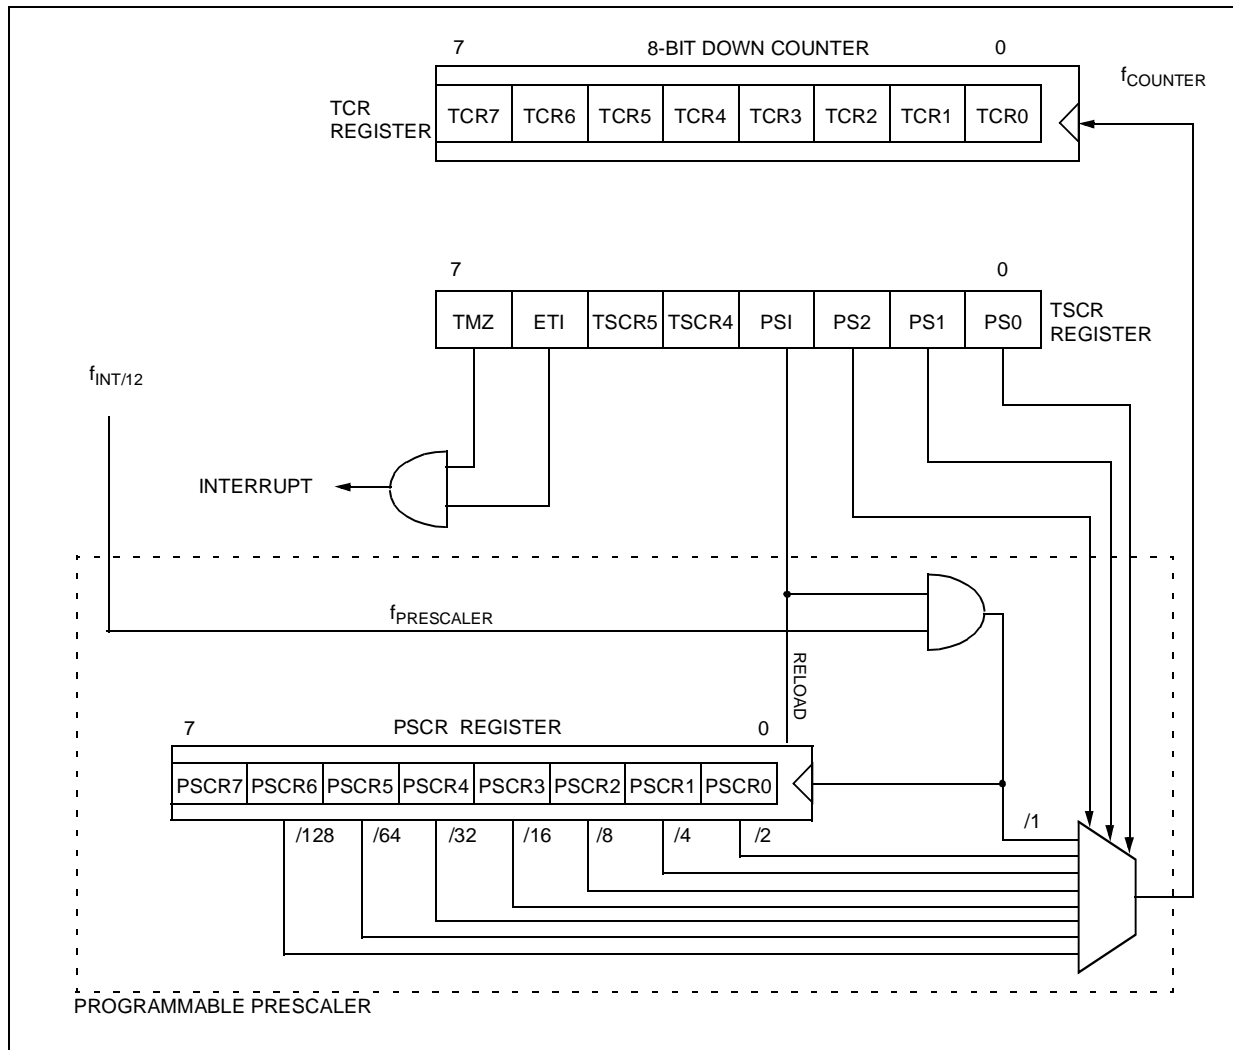 7 8-BIT DOWN COUNTER 0
fCOUNTER
TCR
REGISTER
TCR7 TCR6 TCR5 TCR4 TCR3 TCR2 TCR1 TCR0
7 0
TMZ ETI TSCR5 TSCR4 PSI PS2 PS1 PS0
TSCR
REGISTER
fINT/12
INTERRUPT
fPRESCALER
RELOAD
7 PSCR REGISTER 0
PSCR7 PSCR6 PSCR5 PSCR4 PSCR3 PSCR2 PSCR1 PSCR0
/128 /64 /32 /16 /8 /4 /2 /1
PROGRAMMABLE PRESCALER